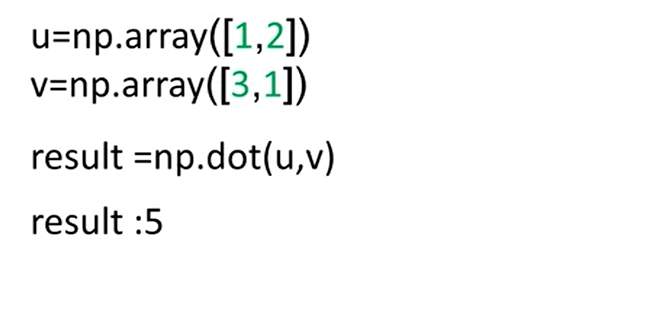 u=np.array([1,2])
v=np.array([3,1])
result =np.dot(u,v)
result :5